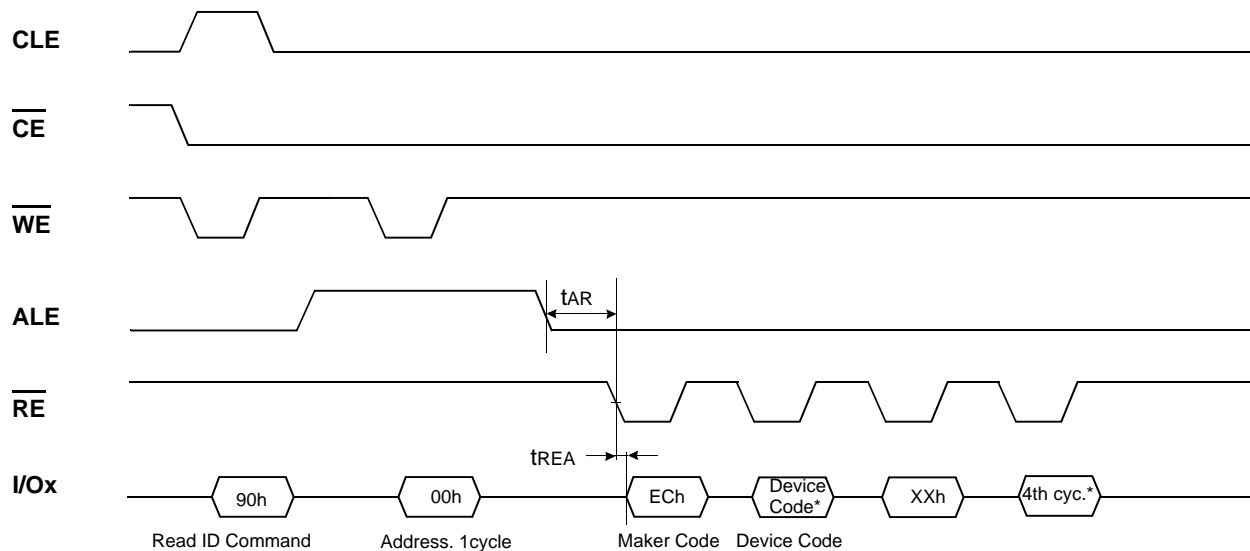 CLE
CE
WE
ALE
tAR
RE
tREA
I/Ox
90h
00h
ECh
Device
Code*
XXh
4th cyc.*
Read ID Command
Address. 1cycle
Maker Code
Device Code